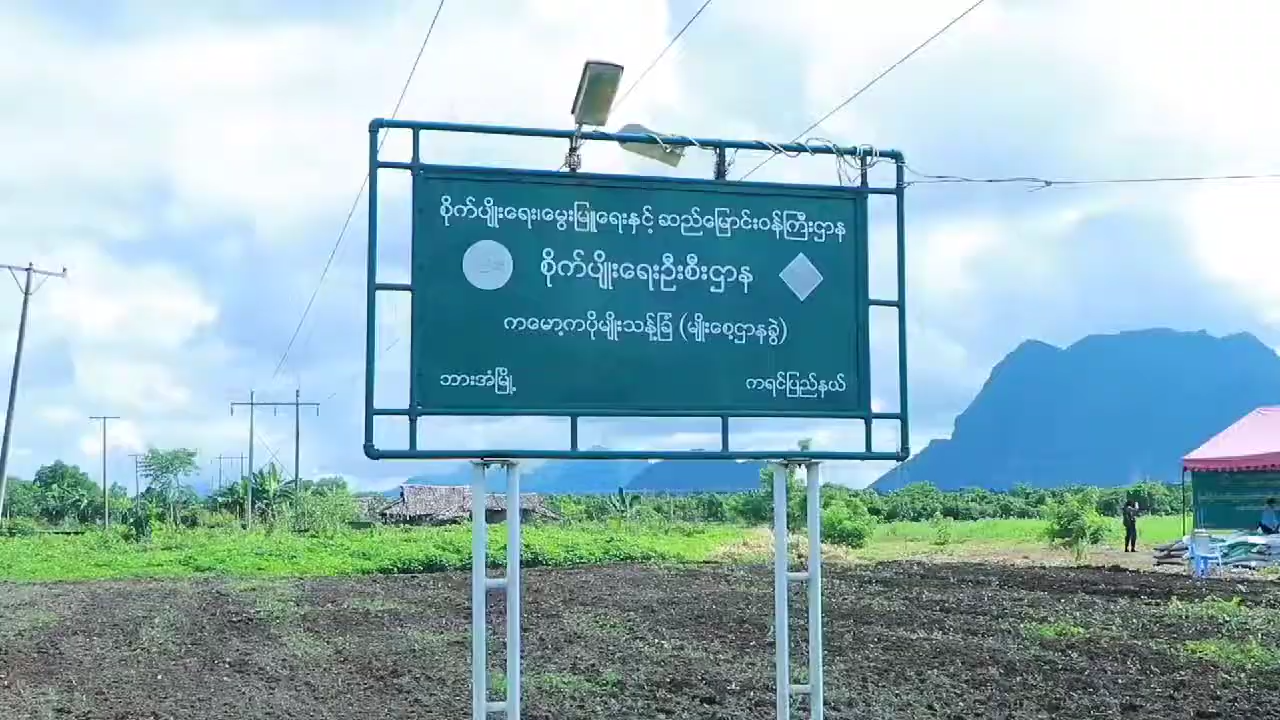 စိုက်ပျိုးရေး၊မွေးမြူရေးနှင့် ဆည်မြောင်းဝန်ကြီးဌာန
စိုက်ပျိုးရေးဦးစီးဌာန
ကမော့ကပိုမျိုးသန့်ခြံ (မျိုးစေ့ဌာနခွဲ)
ဘားအံမြို့ ကရင်ပြည်နယ်